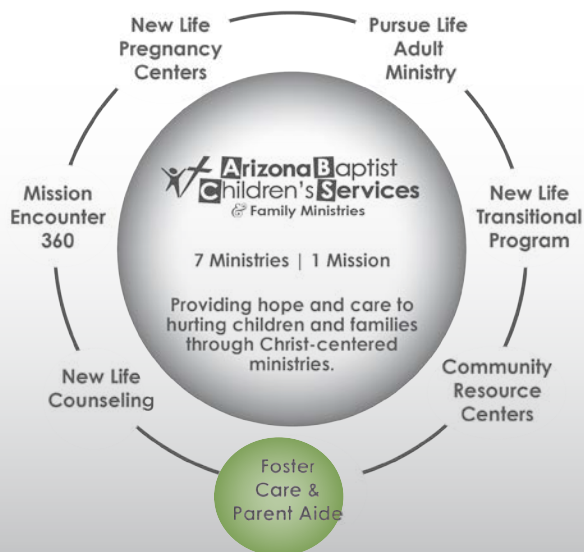 New Life
Pregnancy
Centers
Pursue Life
Adult
Ministry
Mission
Encounter
360
Arizona Baptist
Children's Services
& Family Ministries
7 Ministries | 1 Mission
Providing hope and care to
hurting children and families
through Christ-centered
ministries.
New Life
Transitional
Program
New Life
Counseling
Community
Resource
Centers
Foster
Care &
Parent Aide